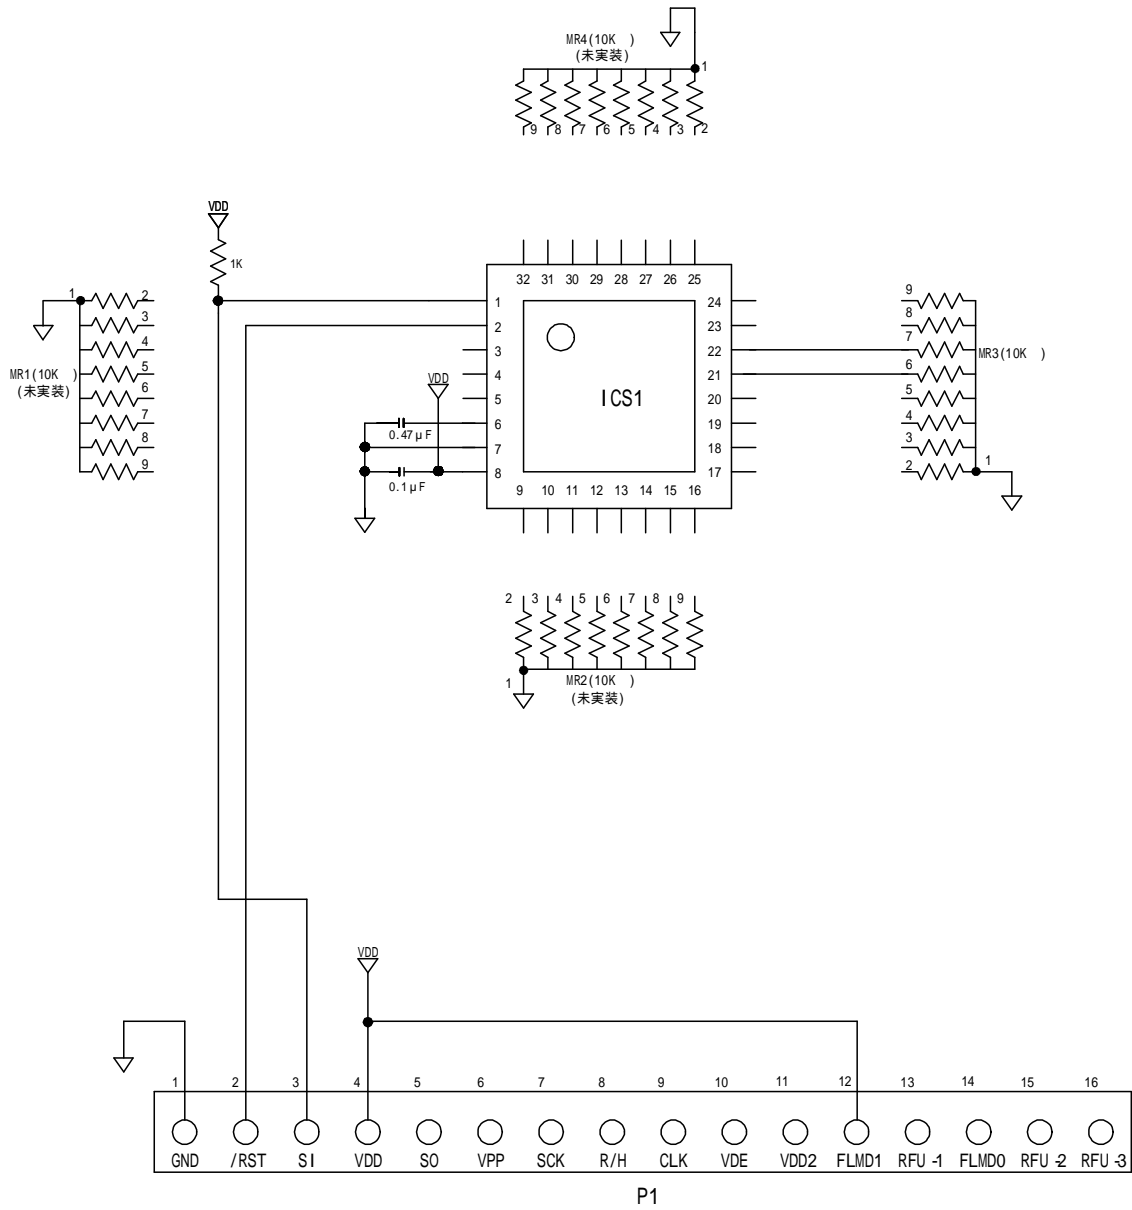 MR4(10K )
(未実装)
1
9 8 7 6 5 4 3 2
VDD
1K
32 31 30 29 28 27 26 25
1 2
3
4
5
6
7
8
9
MR1(10K )
(未実装)
1
2
3
4
5
6
7
8
VDD
0.47μF
0.1μF
ICS1
24
23
22
21
20
19
18
17
9 10 11 12 13 14 15 16
9
8
7
6
5
4
3
2
1
MR3(10K )
2 3 4 5 6 7 8 9
1
MR2(10K )
(未実装)
VDD
1 2 3 4 5 6 7 8 9 10 11 12 13 14 15 16
GND /RST SI VDD SO VPP SCK R/H CLK VDE VDD2 FLMD1 RFU-1 FLMD0 RFU-2 RFU-3
P1